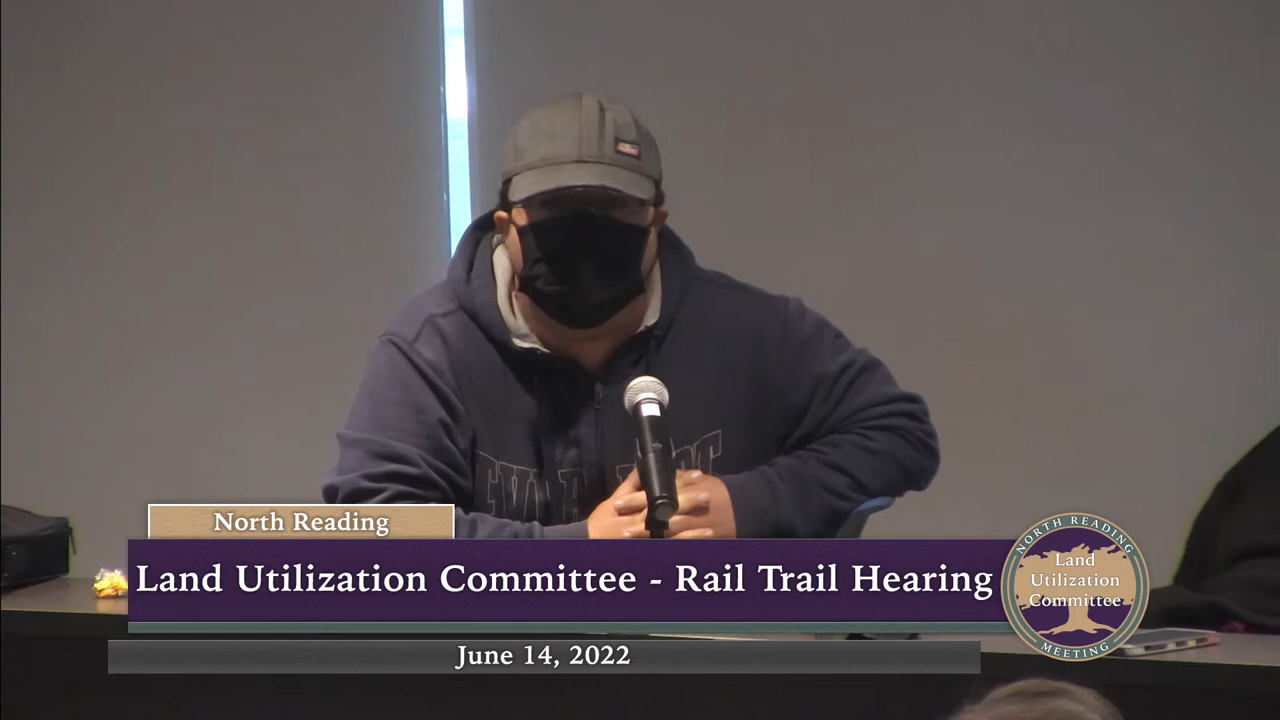 North Reading
Land Utilization Committee - Rail Trail Hearing
June 14, 2022
NORTH READING
Land
Utilization
Committee
MEETING